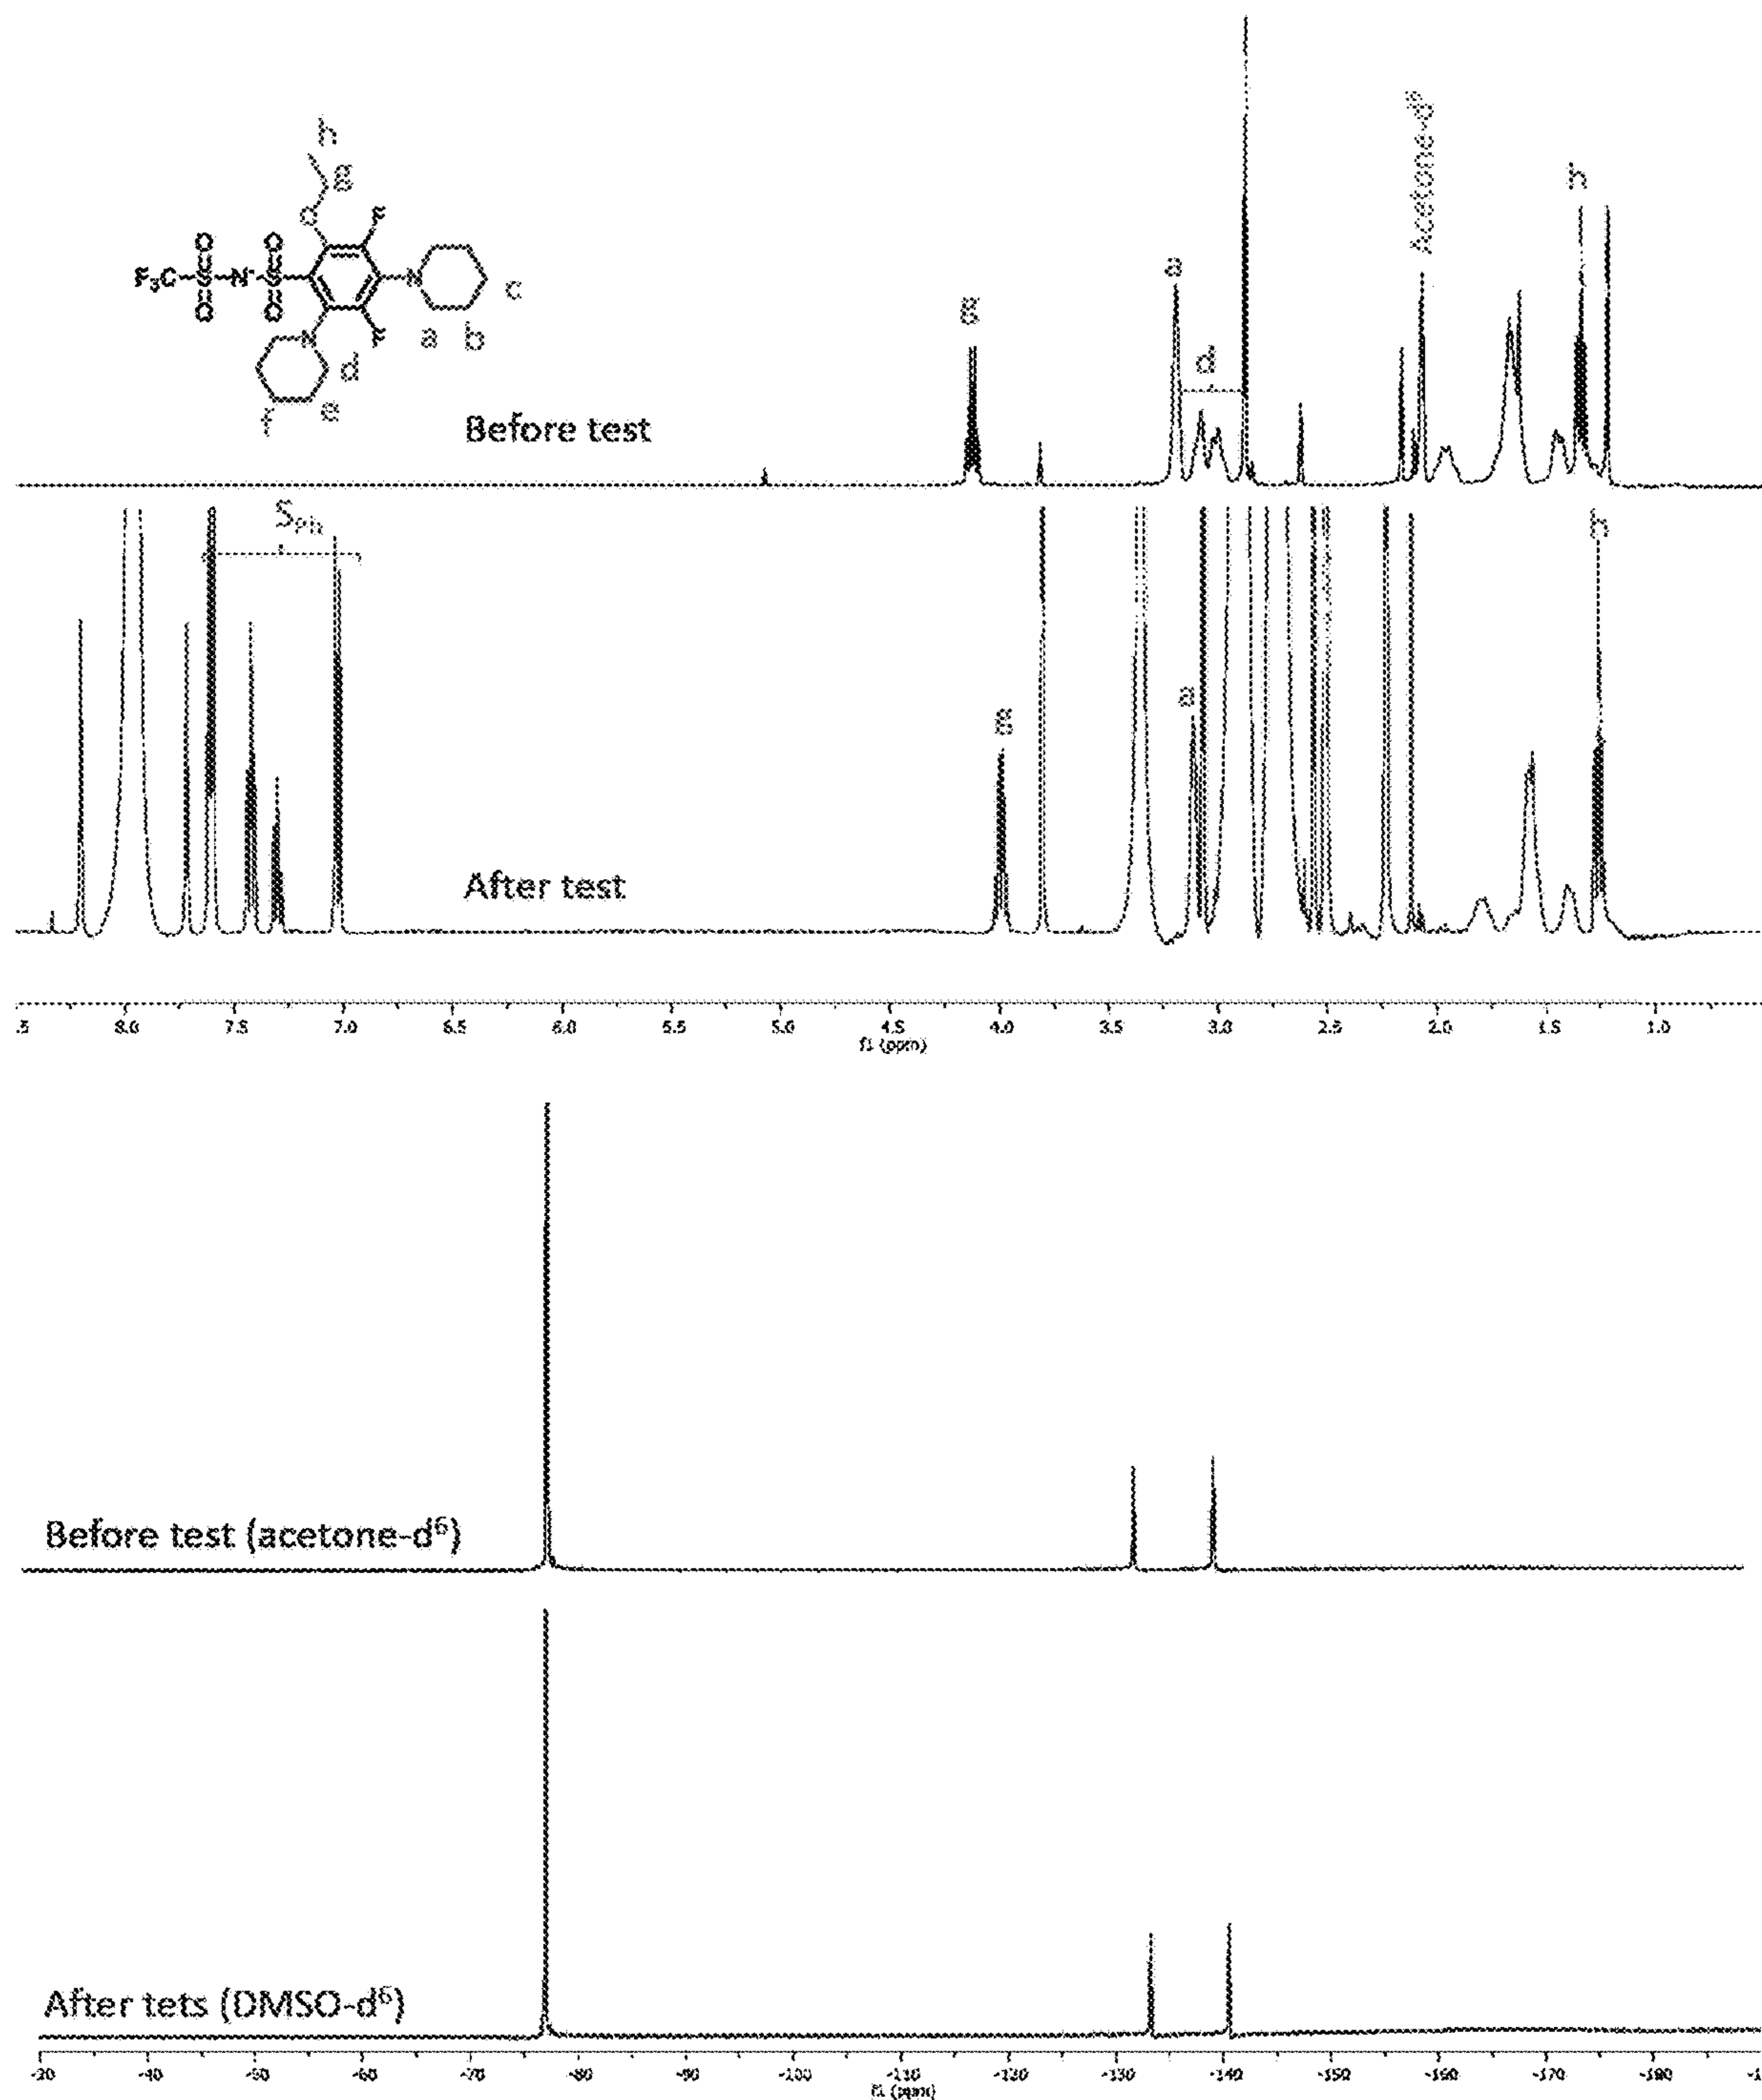 h
g
O F
O O
F₃C S N⁻ S N c
O O
N F a b
d
f e
Before test
g
a
d
Acetone-d⁶
h
S_Ph
g
a
h
After test
.5 8.0 7.5 7.0 6.5 6.0 5.5 5.0 4.5 4.0 3.5 3.0 2.5 2.0 1.5 1.0
f1 (ppm)
Before test (acetone-d⁶)
After tets (DMSO-d⁶)
-30 -40 -50 -60 -70 -80 -90 -100 -110 -120 -130 -140 -150 -160 -170 -180 -1
f1 (ppm)